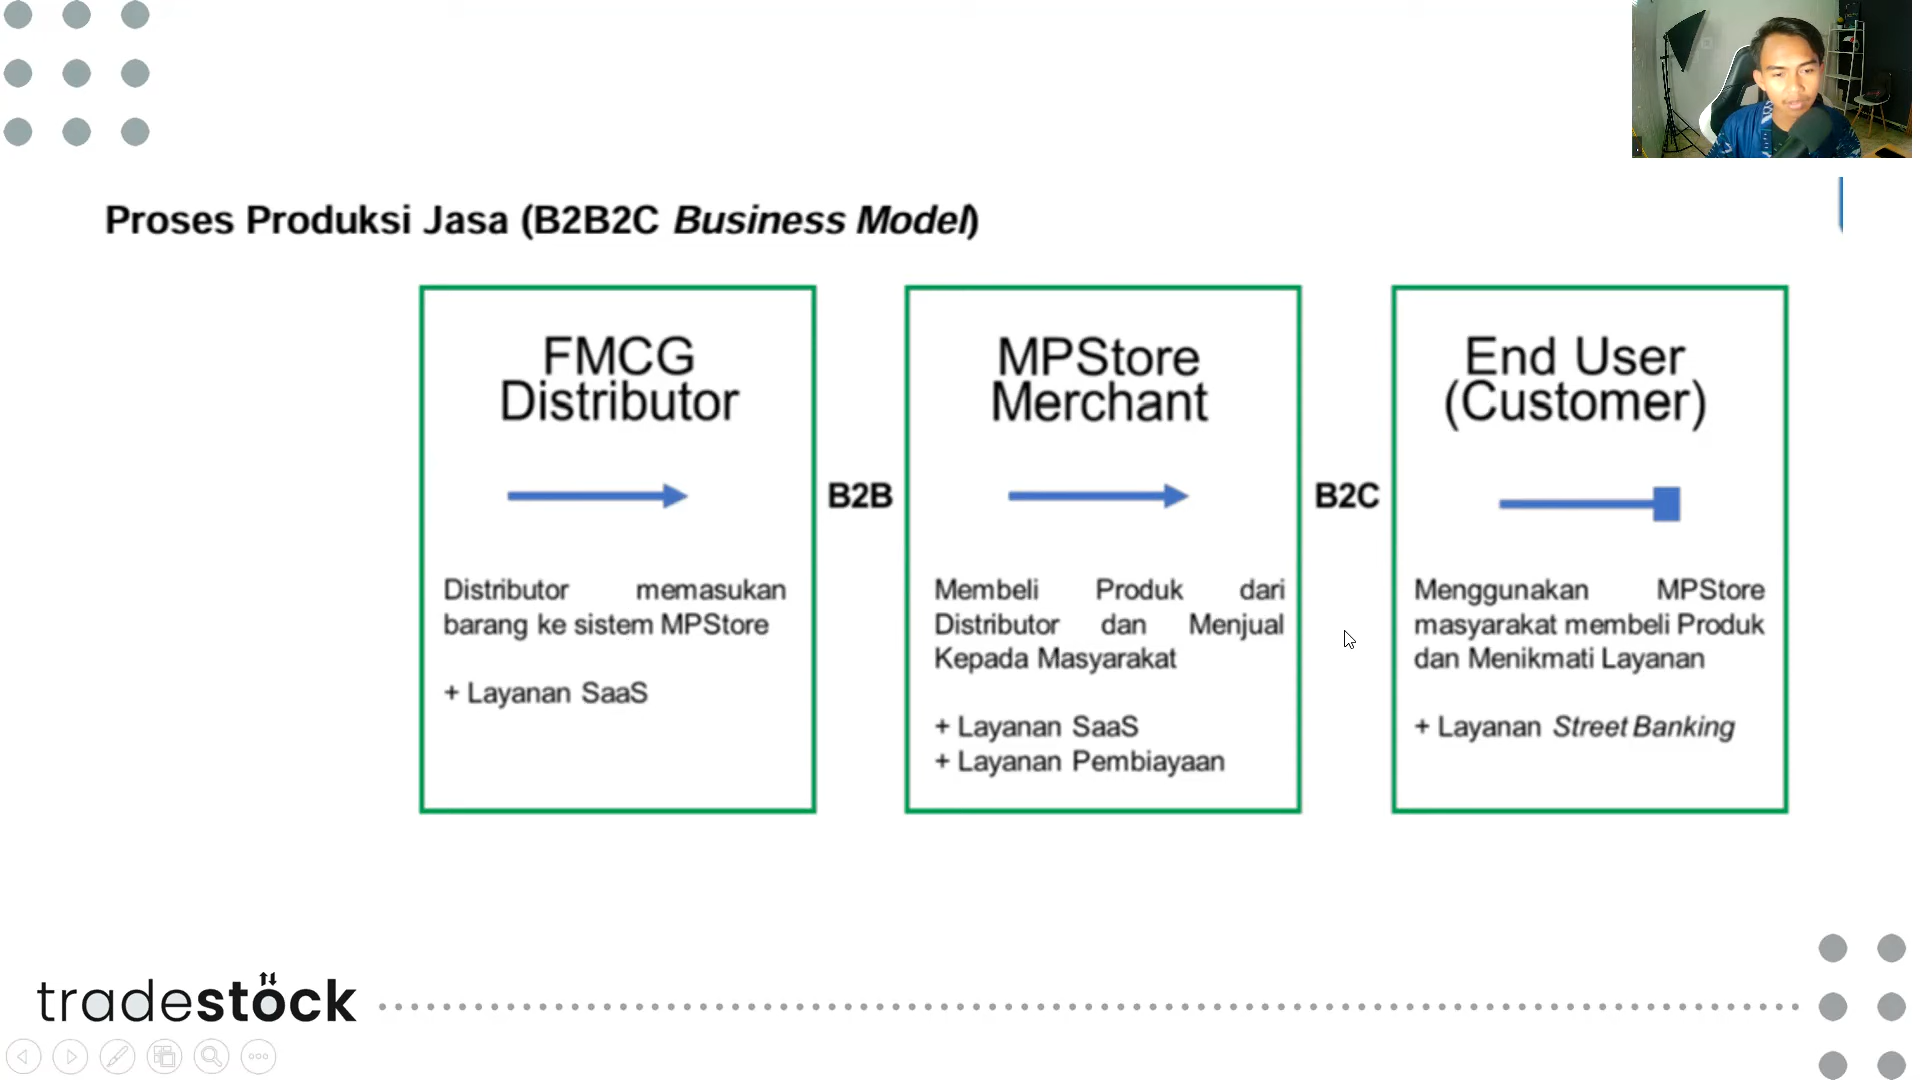 Proses Produksi Jasa (B2B2C Business Model)
FMCG
Distributor
Distributor memasukan
barang ke sistem MPStore
+ Layanan SaaS
B2B
MPStore
Merchant
Membeli Produk dari
Distributor dan Menjual
Kepada Masyarakat
+ Layanan SaaS
+ Layanan Pembiayaan
B2C
End User
(Customer)
Menggunakan MPStore
masyarakat membeli Produk
dan Menikmati Layanan
+ Layanan Street Banking
tradestock